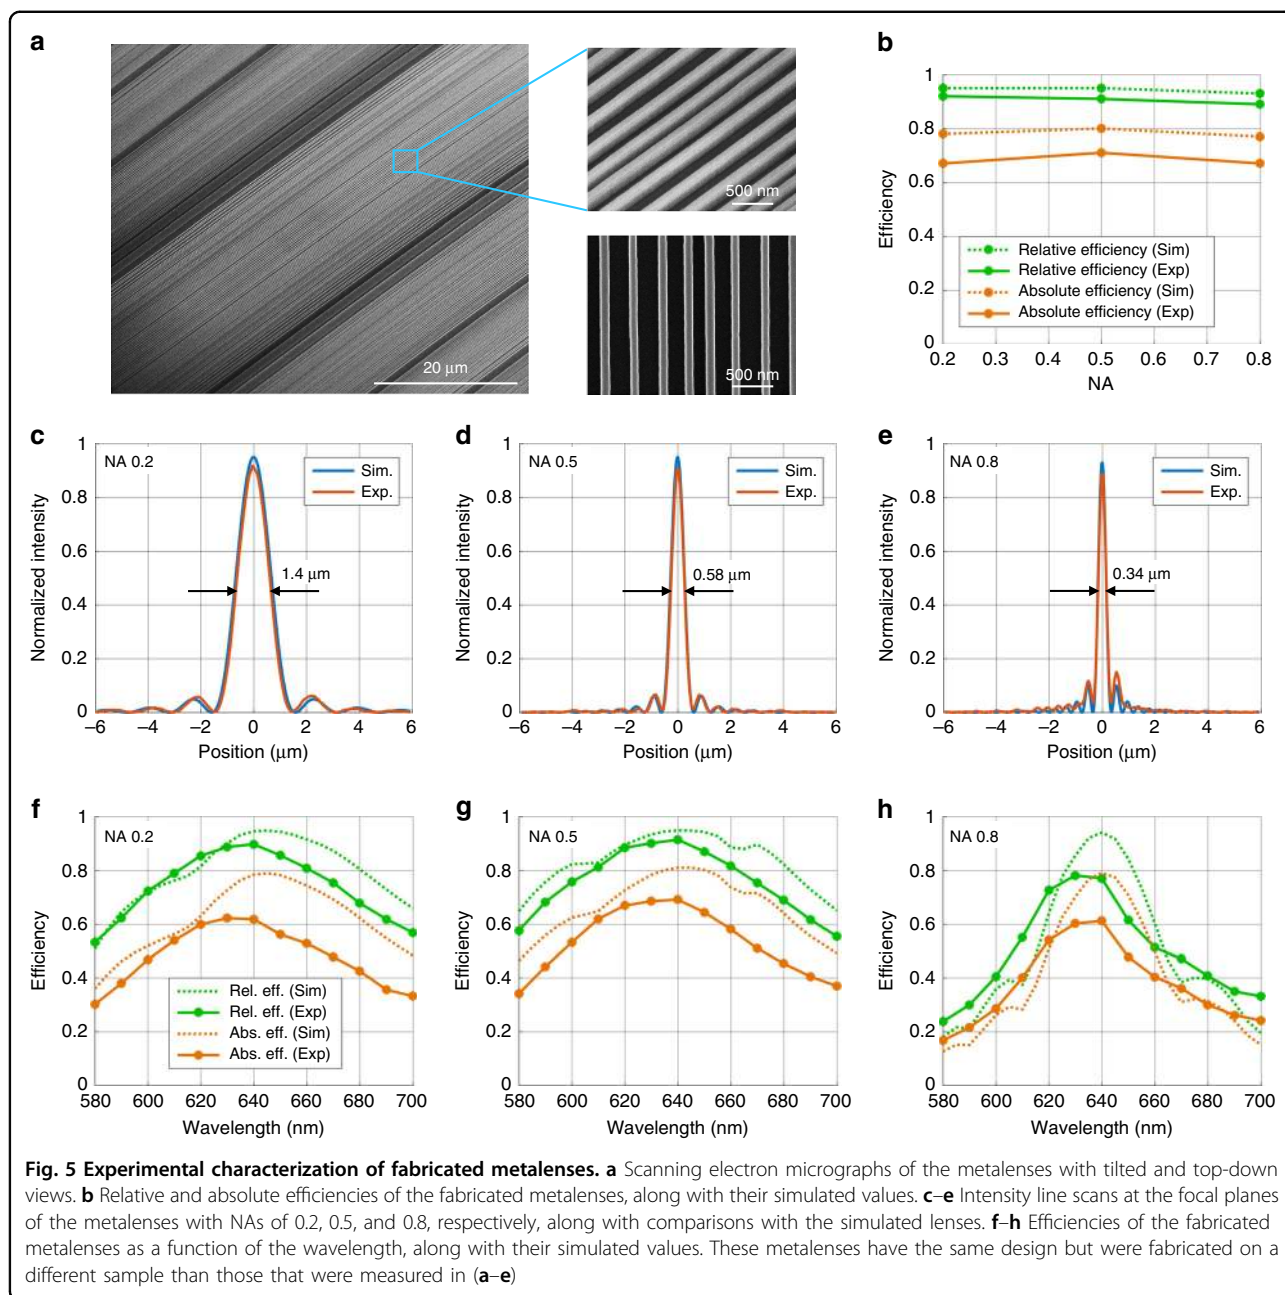 a
20 μm
500 nm
500 nm
b
1
0.8
0.6
0.4
0.2
0
Efficiency
Relative efficiency (Sim)
Relative efficiency (Exp)
Absolute efficiency (Sim)
Absolute efficiency (Exp)
0.2 0.3 0.4 0.5 0.6 0.7 0.8
NA
c
NA 0.2
Sim.
Exp.
1.4 μm
1
0.8
0.6
0.4
0.2
0
Normalized intensity
–6 –4 –2 0 2 4 6
Position (μm)
d
NA 0.5
Sim.
Exp.
0.58 μm
1
0.8
0.6
0.4
0.2
0
Normalized intensity
–6 –4 –2 0 2 4 6
Position (μm)
e
NA 0.8
Sim.
Exp.
0.34 μm
1
0.8
0.6
0.4
0.2
0
Normalized intensity
–6 –4 –2 0 2 4 6
Position (μm)
f
NA 0.2
1
0.8
0.6
0.4
0.2
0
Efficiency
Rel. eff. (Sim)
Rel. eff. (Exp)
Abs. eff. (Sim)
Abs. eff. (Exp)
580 600 620 640 660 680 700
Wavelength (nm)
g
NA 0.5
1
0.8
0.6
0.4
0.2
0
Efficiency
580 600 620 640 660 680 700
Wavelength (nm)
h
NA 0.8
1
0.8
0.6
0.4
0.2
0
Efficiency
580 600 620 640 660 680 700
Wavelength (nm)
Fig. 5 Experimental characterization of fabricated metalenses. a Scanning electron micrographs of the metalenses with tilted and top-down
views. b Relative and absolute efficiencies of the fabricated metalenses, along with their simulated values. c–e Intensity line scans at the focal planes
of the metalenses with NAs of 0.2, 0.5, and 0.8, respectively, along with comparisons with the simulated lenses. f–h Efficiencies of the fabricated
metalenses as a function of the wavelength, along with their simulated values. These metalenses have the same design but were fabricated on a
different sample than those that were measured in (a–e)